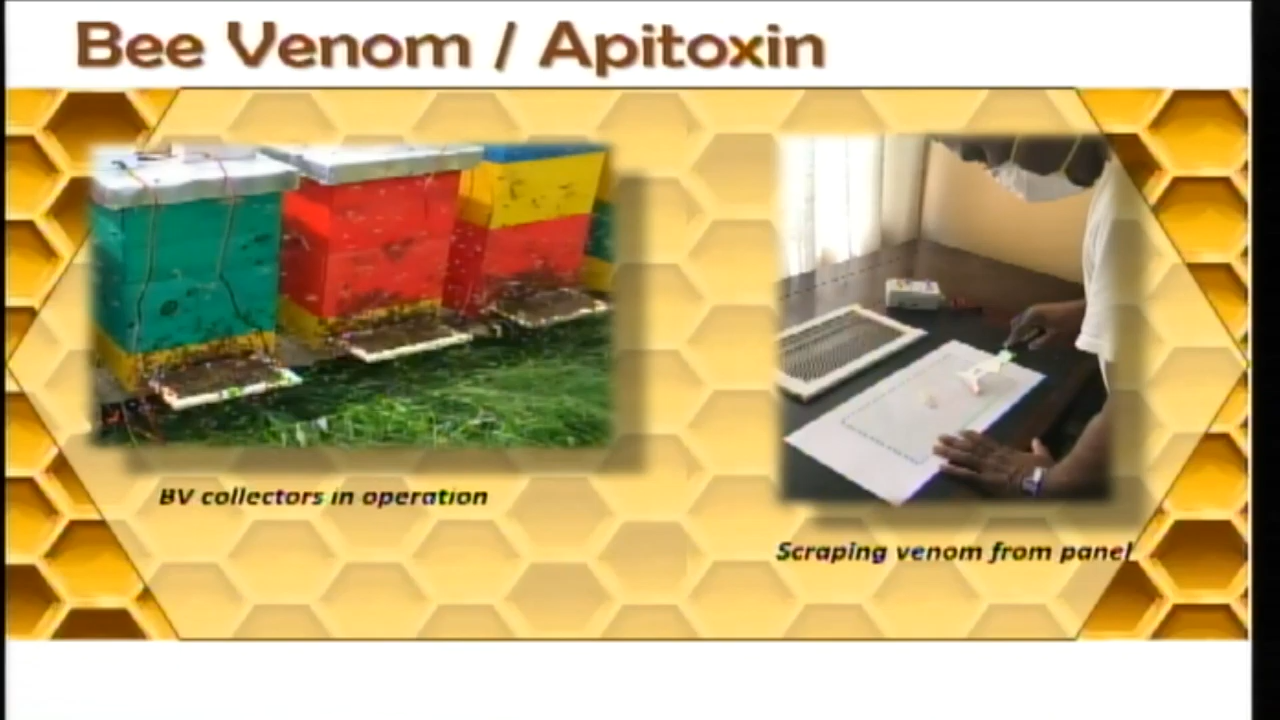 Bee Venom / Apitoxin
BV collectors in operation
Scraping venom from panel